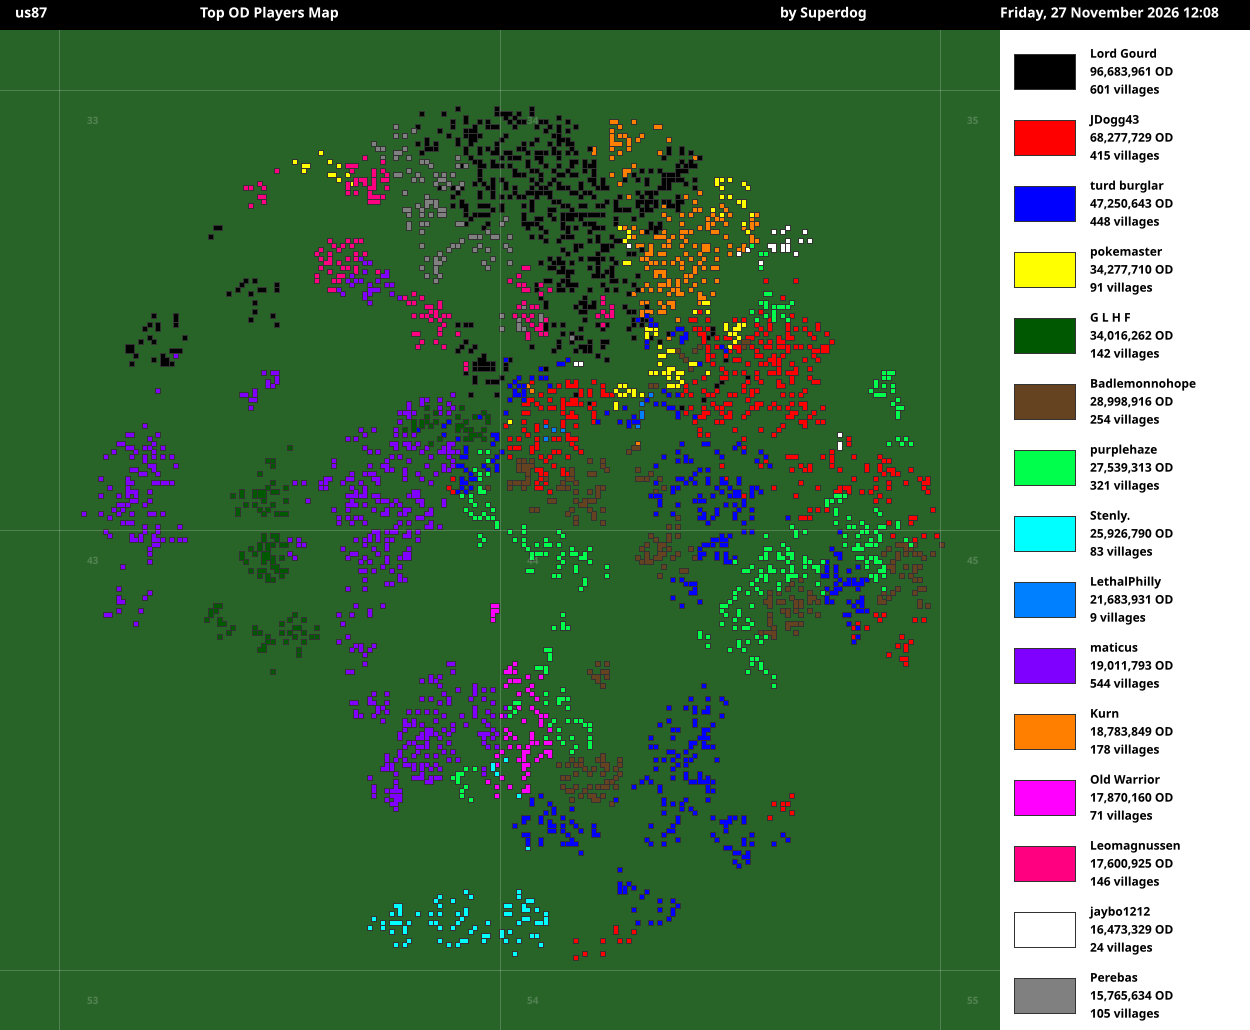 us87 Top OD Players Map by Superdog Friday, 27 November 2026 12:08
Lord Gourd
96,683,961 OD
601 villages
JDogg43
68,277,729 OD
415 villages
turd burglar
47,250,643 OD
448 villages
pokemaster
34,277,710 OD
91 villages
G L H F
34,016,262 OD
142 villages
Badlemonnohope
28,998,916 OD
254 villages
purplehaze
27,539,313 OD
321 villages
Stenly.
25,926,790 OD
83 villages
LethalPhilly
21,683,931 OD
9 villages
maticus
19,011,793 OD
544 villages
Kurn
18,783,849 OD
178 villages
Old Warrior
17,870,160 OD
71 villages
Leomagnussen
17,600,925 OD
146 villages
jaybo1212
16,473,329 OD
24 villages
Perebas
15,765,634 OD
105 villages
33 34 35
43 44 45
53 54 55